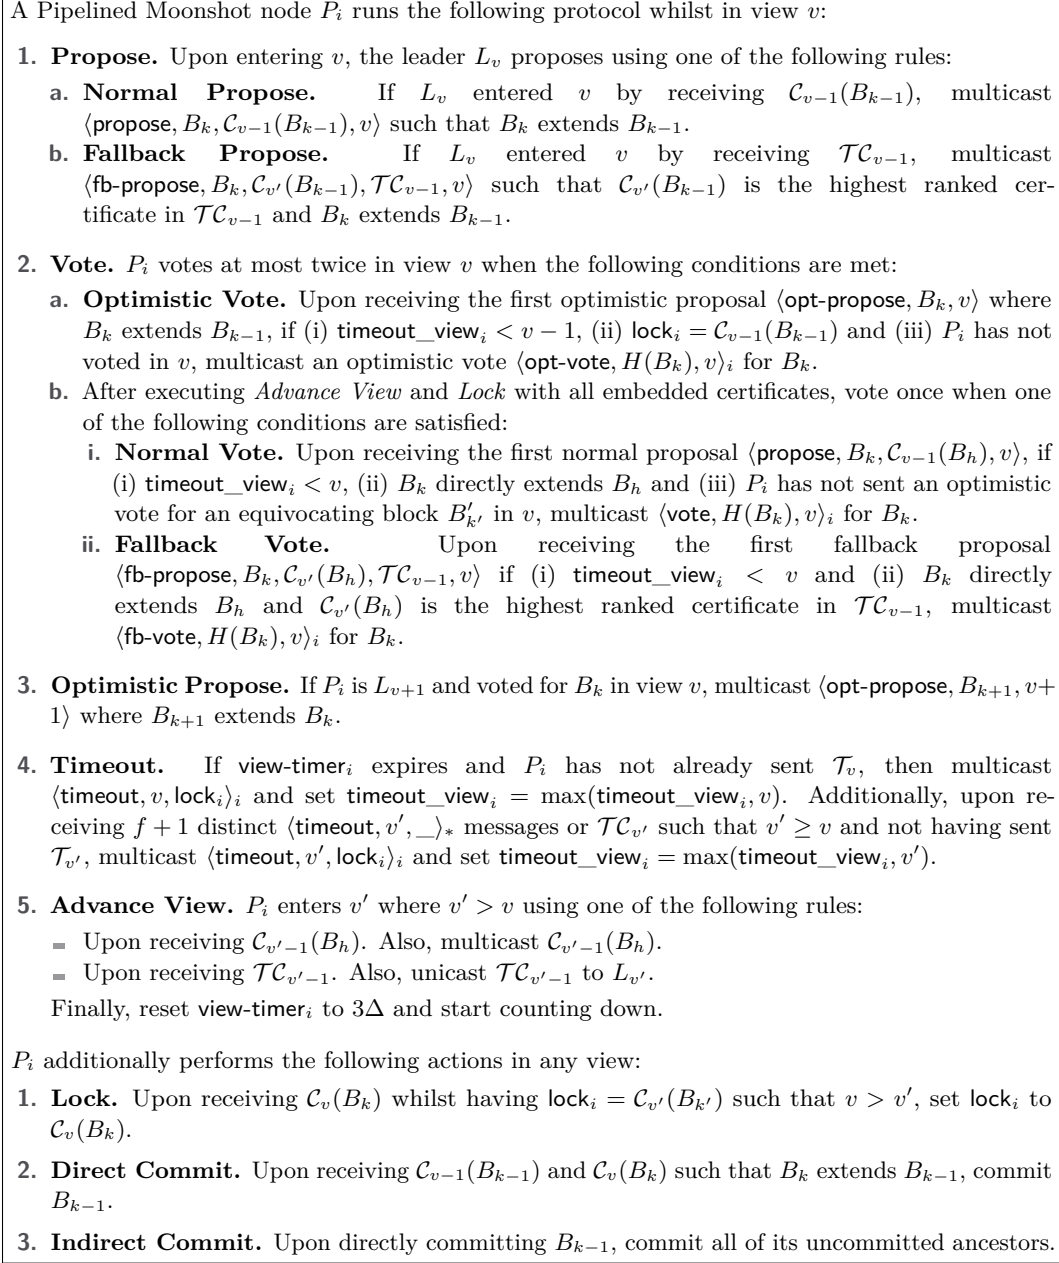 A Pipelined Moonshot node P_i runs the following protocol whilst in view v:
1. Propose. Upon entering v, the leader L_v proposes using one of the following rules:
a. Normal Propose. If L_v entered v by receiving C_{v−1}(B_{k−1}), multicast
⟨propose, B_k, C_{v−1}(B_{k−1}), v⟩ such that B_k extends B_{k−1}.
b. Fallback Propose. If L_v entered v by receiving TC_{v−1}, multicast
⟨fb-propose, B_k, C_{v′}(B_{k−1}), TC_{v−1}, v⟩ such that C_{v′}(B_{k−1}) is the highest ranked cer-
tificate in TC_{v−1} and B_k extends B_{k−1}.
2. Vote. P_i votes at most twice in view v when the following conditions are met:
a. Optimistic Vote. Upon receiving the first optimistic proposal ⟨opt-propose, B_k, v⟩ where
B_k extends B_{k−1}, if (i) timeout_view_i < v − 1, (ii) lock_i = C_{v−1}(B_{k−1}) and (iii) P_i has not
voted in v, multicast an optimistic vote ⟨opt-vote, H(B_k), v⟩_i for B_k.
b. After executing Advance View and Lock with all embedded certificates, vote once when one
of the following conditions are satisfied:
i. Normal Vote. Upon receiving the first normal proposal ⟨propose, B_k, C_{v−1}(B_h), v⟩, if
(i) timeout_view_i < v, (ii) B_k directly extends B_h and (iii) P_i has not sent an optimistic
vote for an equivocating block B′_{k′} in v, multicast ⟨vote, H(B_k), v⟩_i for B_k.
ii. Fallback Vote. Upon receiving the first fallback proposal
⟨fb-propose, B_k, C_{v′}(B_h), TC_{v−1}, v⟩ if (i) timeout_view_i < v and (ii) B_k directly
extends B_h and C_{v′}(B_h) is the highest ranked certificate in TC_{v−1}, multicast
⟨fb-vote, H(B_k), v⟩_i for B_k.
3. Optimistic Propose. If P_i is L_{v+1} and voted for B_k in view v, multicast ⟨opt-propose, B_{k+1}, v+
1⟩ where B_{k+1} extends B_k.
4. Timeout. If view-timer_i expires and P_i has not already sent T_v, then multicast
⟨timeout, v, lock_i⟩_i and set timeout_view_i = max(timeout_view_i, v). Additionally, upon re-
ceiving f + 1 distinct ⟨timeout, v′, _⟩_* messages or TC_{v′} such that v′ ≥ v and not having sent
T_{v′}, multicast ⟨timeout, v′, lock_i⟩_i and set timeout_view_i = max(timeout_view_i, v′).
5. Advance View. P_i enters v′ where v′ > v using one of the following rules:
Upon receiving C_{v′−1}(B_h). Also, multicast C_{v′−1}(B_h).
Upon receiving TC_{v′−1}. Also, unicast TC_{v′−1} to L_{v′}.
Finally, reset view-timer_i to 3Δ and start counting down.
P_i additionally performs the following actions in any view:
1. Lock. Upon receiving C_v(B_k) whilst having lock_i = C_{v′}(B_{k′}) such that v > v′, set lock_i to
C_v(B_k).
2. Direct Commit. Upon receiving C_{v−1}(B_{k−1}) and C_v(B_k) such that B_k extends B_{k−1}, commit
B_{k−1}.
3. Indirect Commit. Upon directly committing B_{k−1}, commit all of its uncommitted ancestors.